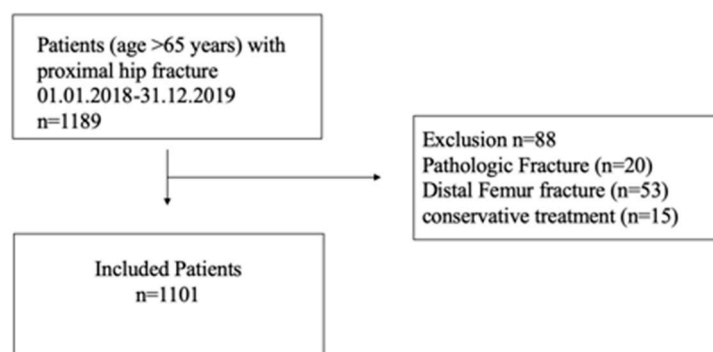 Patients (age >65 years) with
proximal hip fracture
01.01.2018-31.12.2019
n=1189
Exclusion n=88
Pathologic Fracture (n=20)
Distal Femur fracture (n=53)
conservative treatment (n=15)
Included Patients
n=1101